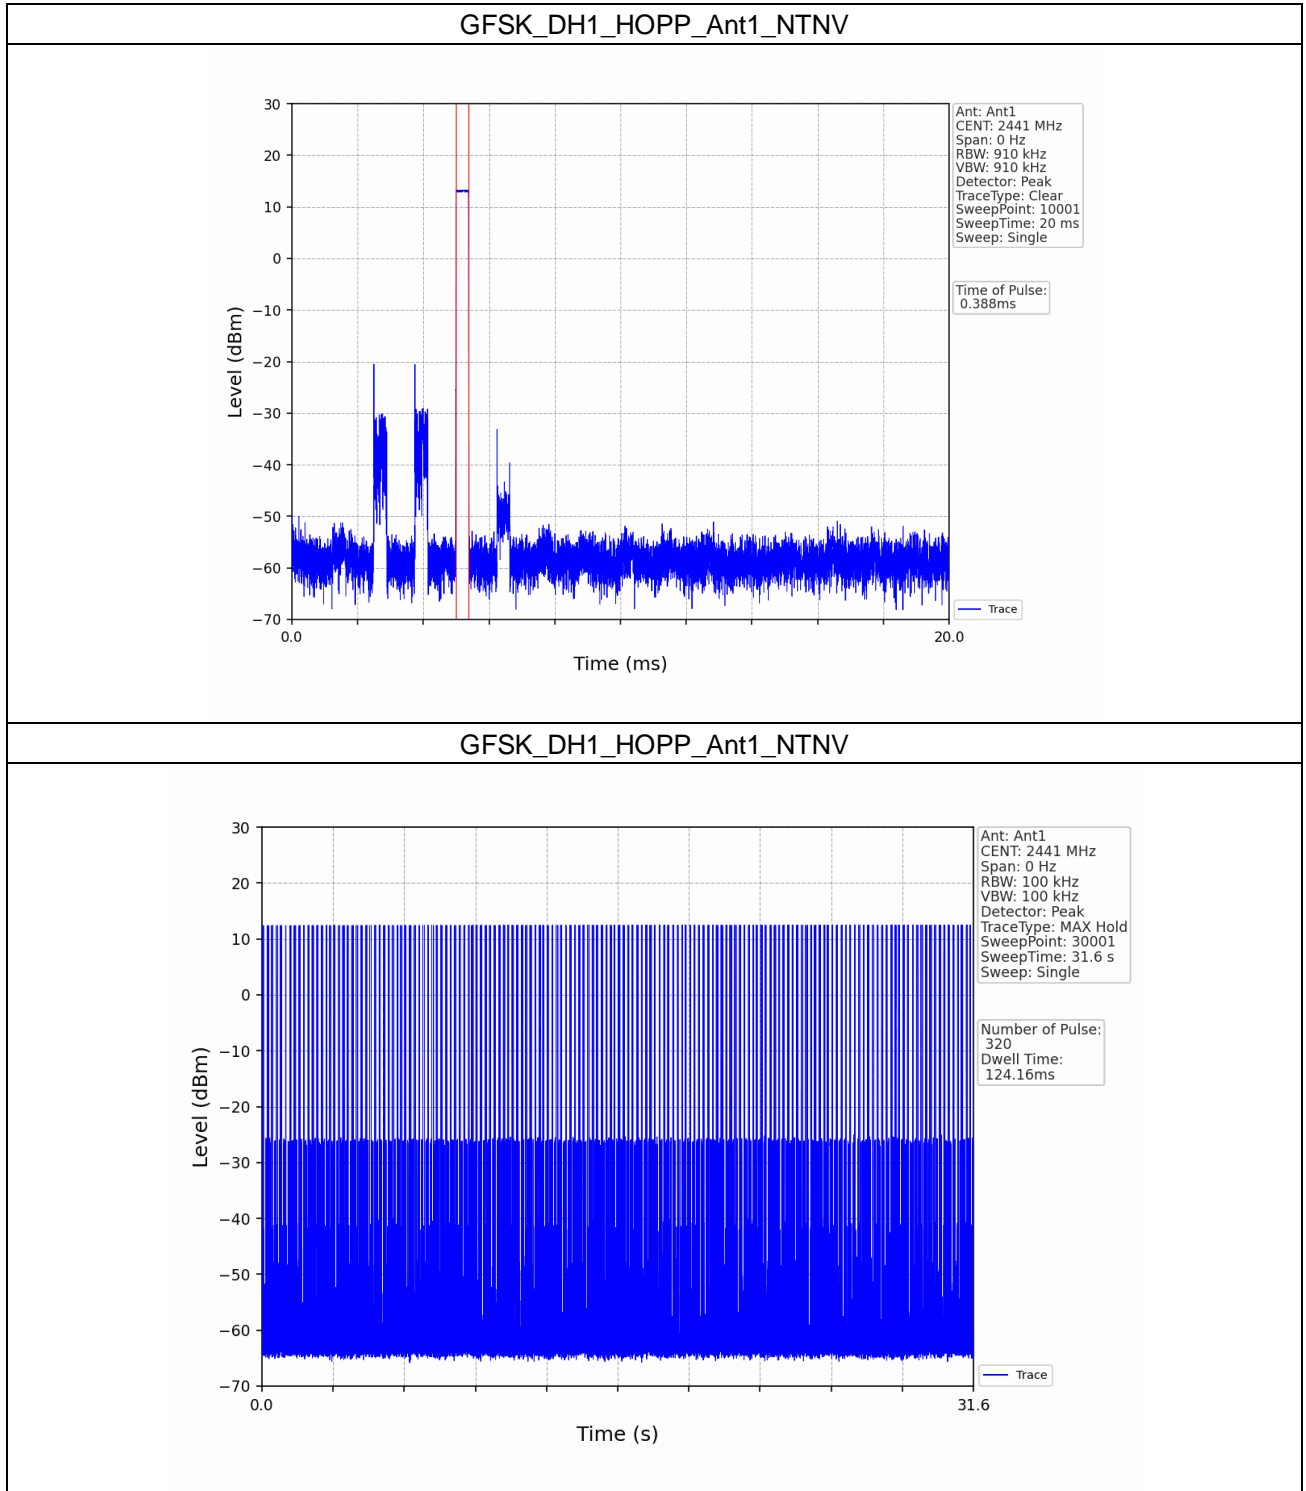 GFSK_DH1_HOPP_Ant1_NTNV
30
20
10
0
−10
−20
−30
−40
−50
−60
−70
Level (dBm)
0.0
20.0
Time (ms)
Ant: Ant1
CENT: 2441 MHz
Span: 0 Hz
RBW: 910 kHz
VBW: 910 kHz
Detector: Peak
TraceType: Clear
SweepPoint: 10001
SweepTime: 20 ms
Sweep: Single
Time of Pulse:
0.388ms
Trace
GFSK_DH1_HOPP_Ant1_NTNV
30
20
10
0
−10
−20
−30
−40
−50
−60
−70
Level (dBm)
0.0
31.6
Time (s)
Ant: Ant1
CENT: 2441 MHz
Span: 0 Hz
RBW: 100 kHz
VBW: 100 kHz
Detector: Peak
TraceType: MAX Hold
SweepPoint: 30001
SweepTime: 31.6 s
Sweep: Single
Number of Pulse:
320
Dwell Time:
124.16ms
Trace